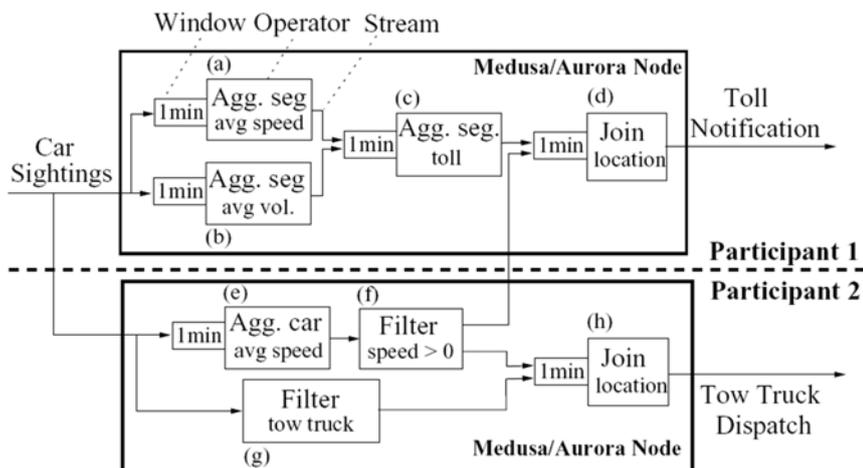 Window Operator Stream
Medusa/Aurora Node
(a)
1min
Agg. seg
avg speed
(c)
1min
Agg. seg.
toll
(d)
1min
Join
location
Toll
Notification
Car
Sightings
1min
Agg. seg
avg vol.
(b)
Participant 1
Participant 2
(e)
1min
Agg. car
avg speed
(f)
Filter
speed > 0
(h)
1min
Join
location
Filter
tow truck
(g)
Tow Truck
Dispatch
Medusa/Aurora Node